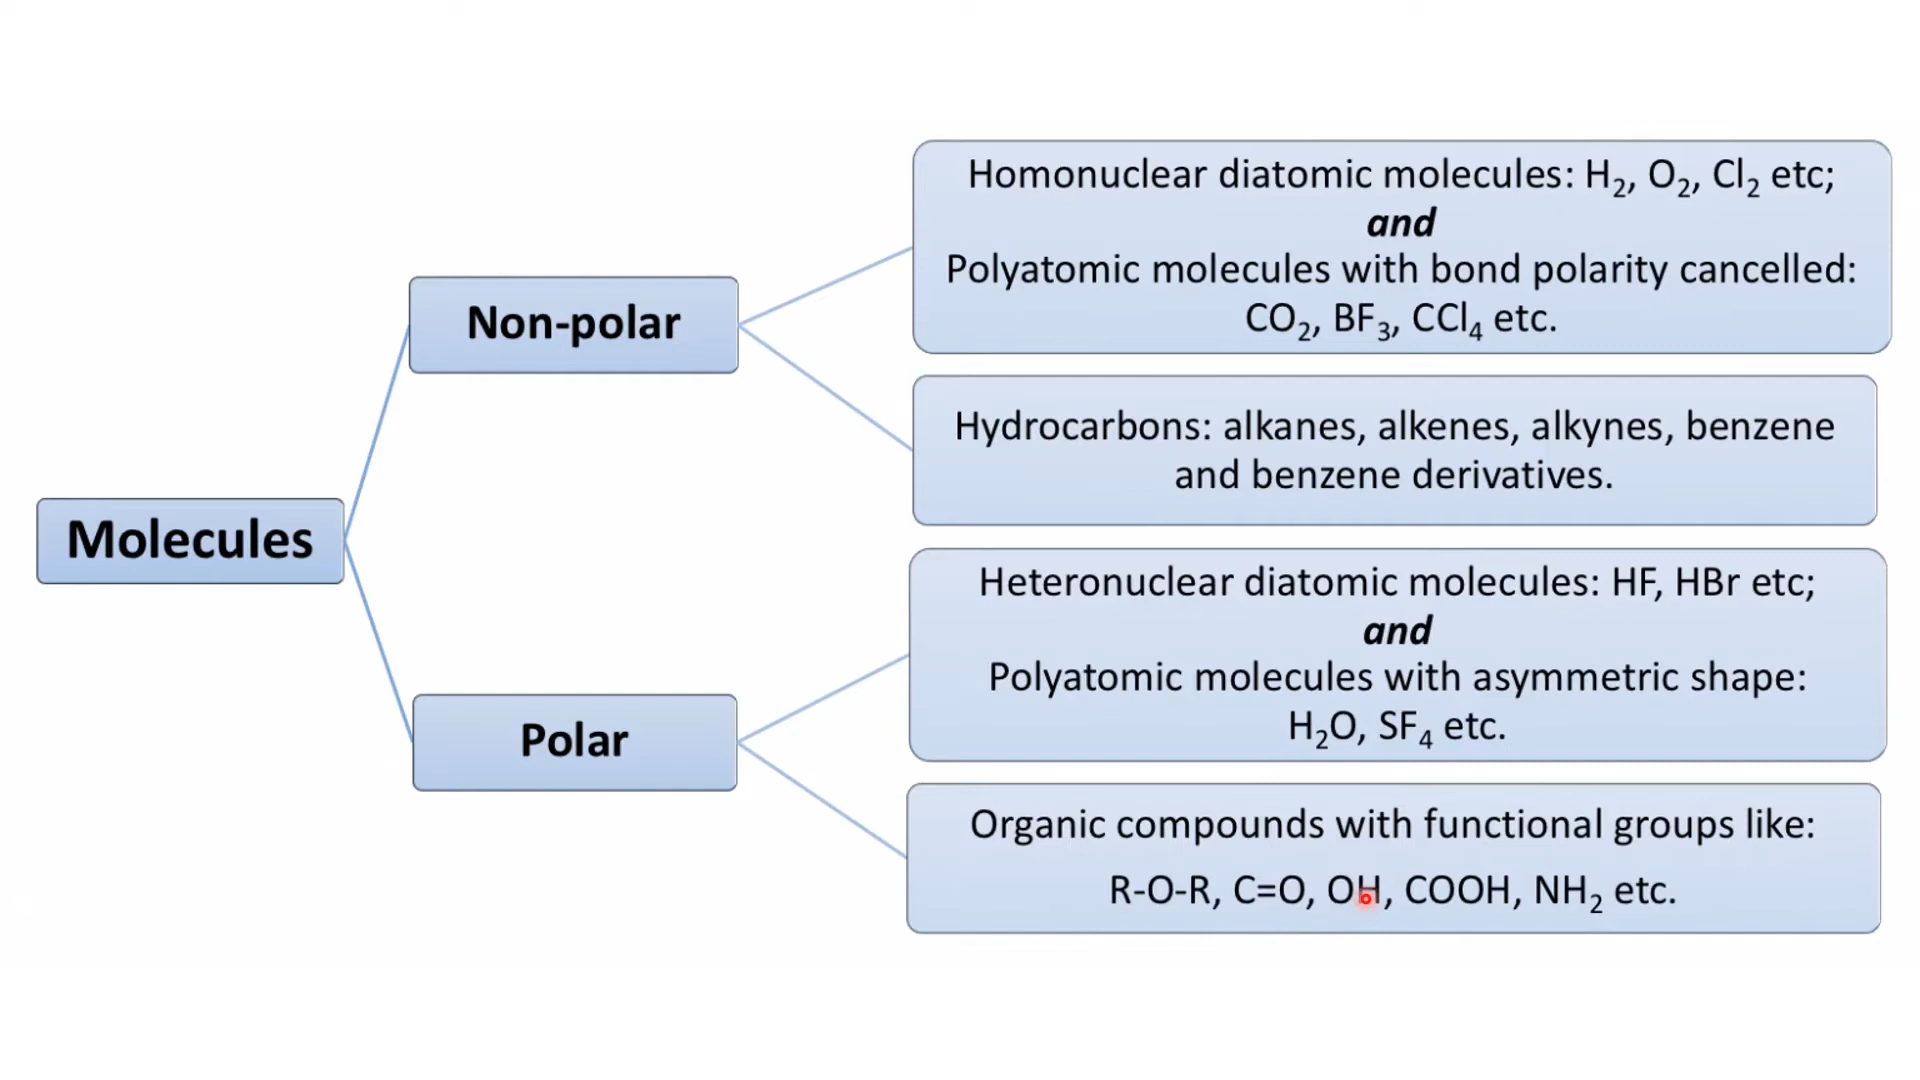 Molecules
Non-polar
Homonuclear diatomic molecules: H₂, O₂, Cl₂ etc;
and
Polyatomic molecules with bond polarity cancelled:
CO₂, BF₃, CCl₄ etc.
Hydrocarbons: alkanes, alkenes, alkynes, benzene
and benzene derivatives.
Polar
Heteronuclear diatomic molecules: HF, HBr etc;
and
Polyatomic molecules with asymmetric shape:
H₂O, SF₄ etc.
Organic compounds with functional groups like:
R-O-R, C=O, OH, COOH, NH₂ etc.